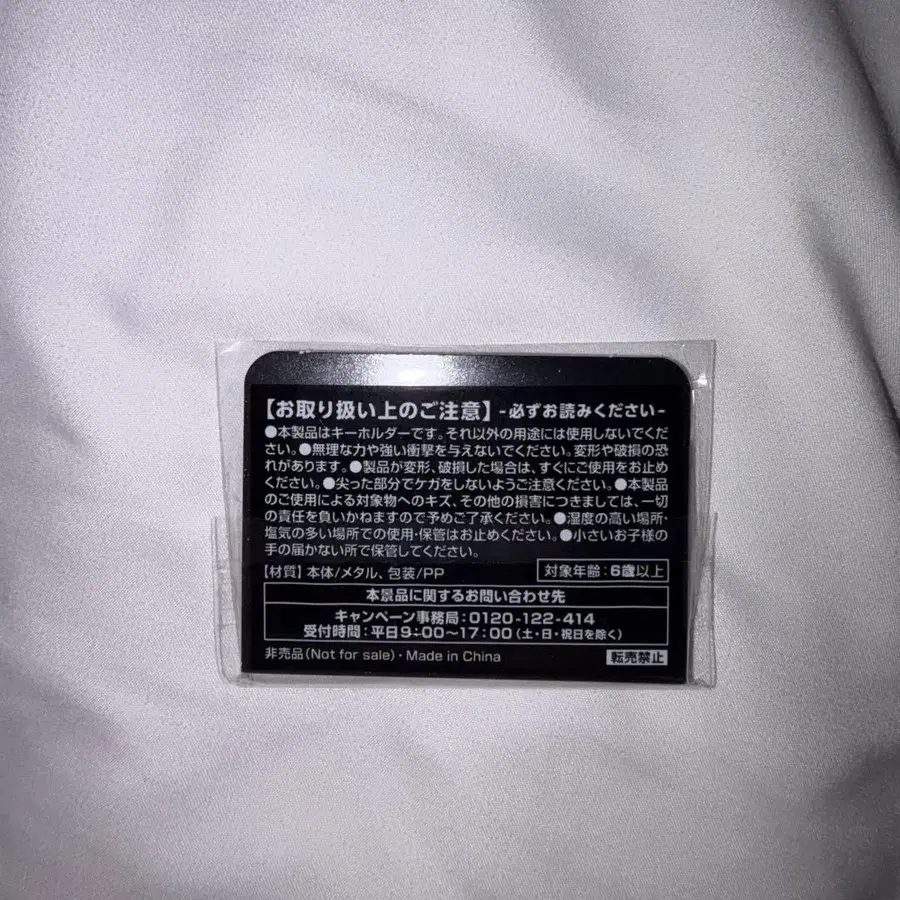 【お取り扱い上のご注意】-必ずお読みください-
●本製品はキーホルダーです。それ以外の用途には使用しないでくだ
さい。●無理な力や強い衝撃を与えないでください。変形や破損の恐
れがあります。●製品が変形、破損した場合は、すぐにご使用をお止め
ください。●尖った部分でケガをしないようご注意ください。●本製品
のご使用による対象物へのキズ、その他の損害につきましては、一切
の責任を負いかねますので予めご了承ください。●湿度の高い場所・
塩気の多い場所での使用・保管はお止めください。●小さいお子様の
手の届かない所で保管してください。
【材質】本体/メタル、包装/PP 対象年齢:6歳以上
本景品に関するお問い合わせ先
キャンペーン事務局:0120-122-414
受付時間:平日9:00〜17:00(土・日・祝日を除く)
非売品(Not for sale)・Made in China 転売禁止